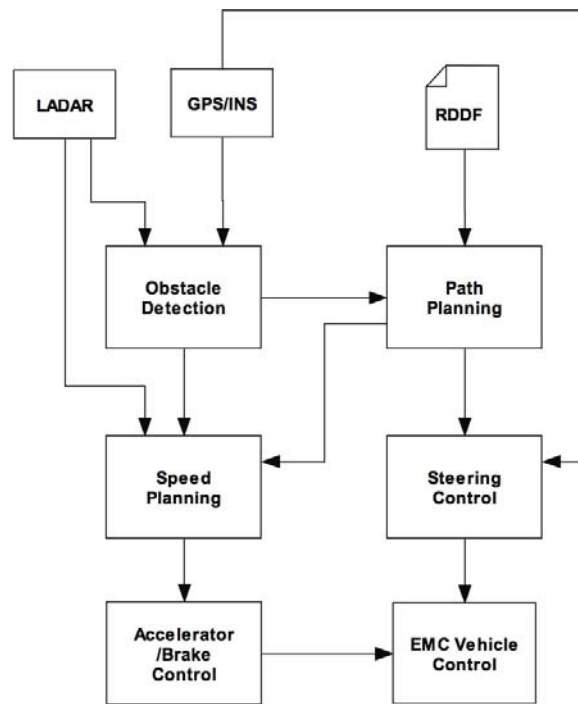 LADAR
GPS/INS
RDDF
Obstacle
Detection
Path
Planning
Speed
Planning
Steering
Control
Accelerator
/Brake
Control
EMC Vehicle
Control